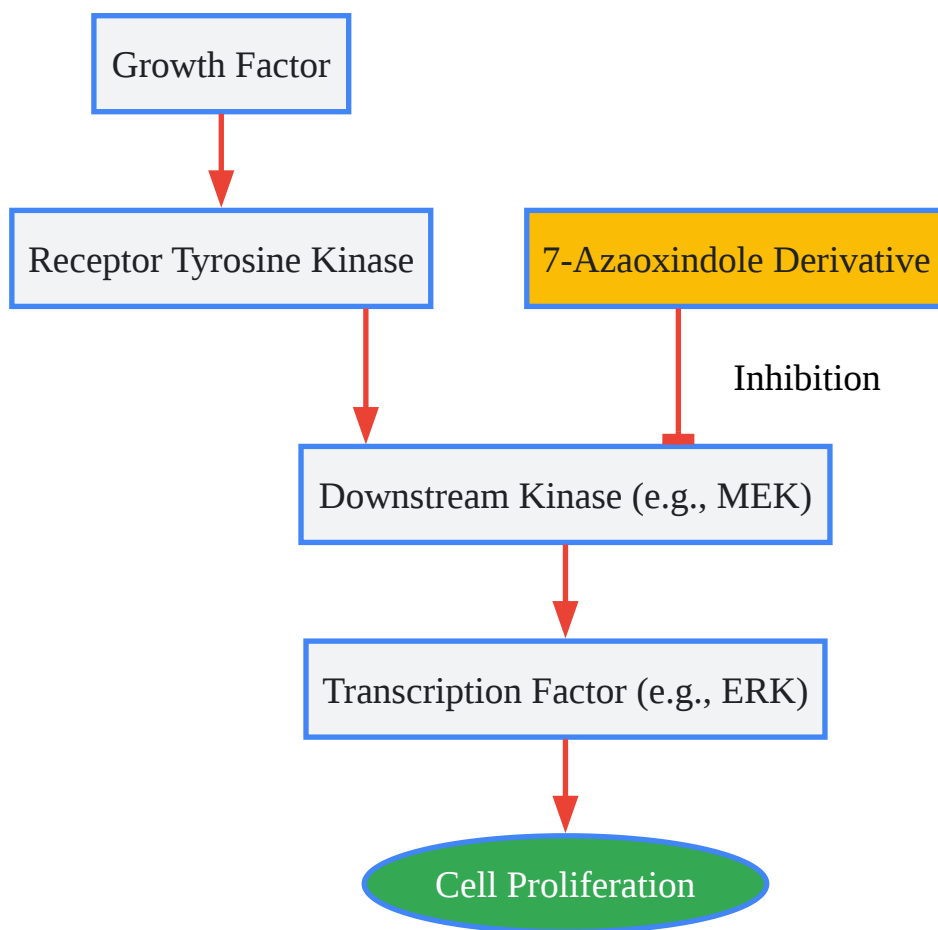 Growth Factor
Receptor Tyrosine Kinase
7-Azaoxindole Derivative
Inhibition
Downstream Kinase (e.g., MEK)
Transcription Factor (e.g., ERK)
Cell Proliferation